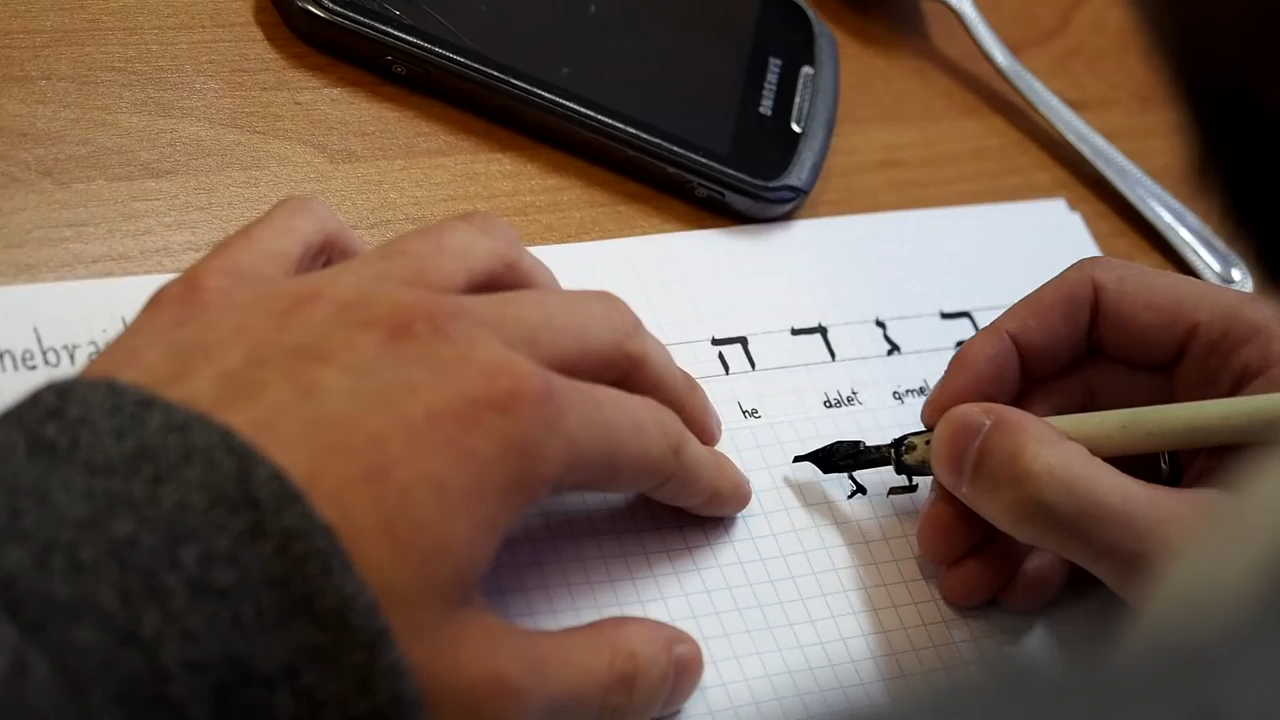 SAMSUNG
ה ד ג ב
he dalet gimel